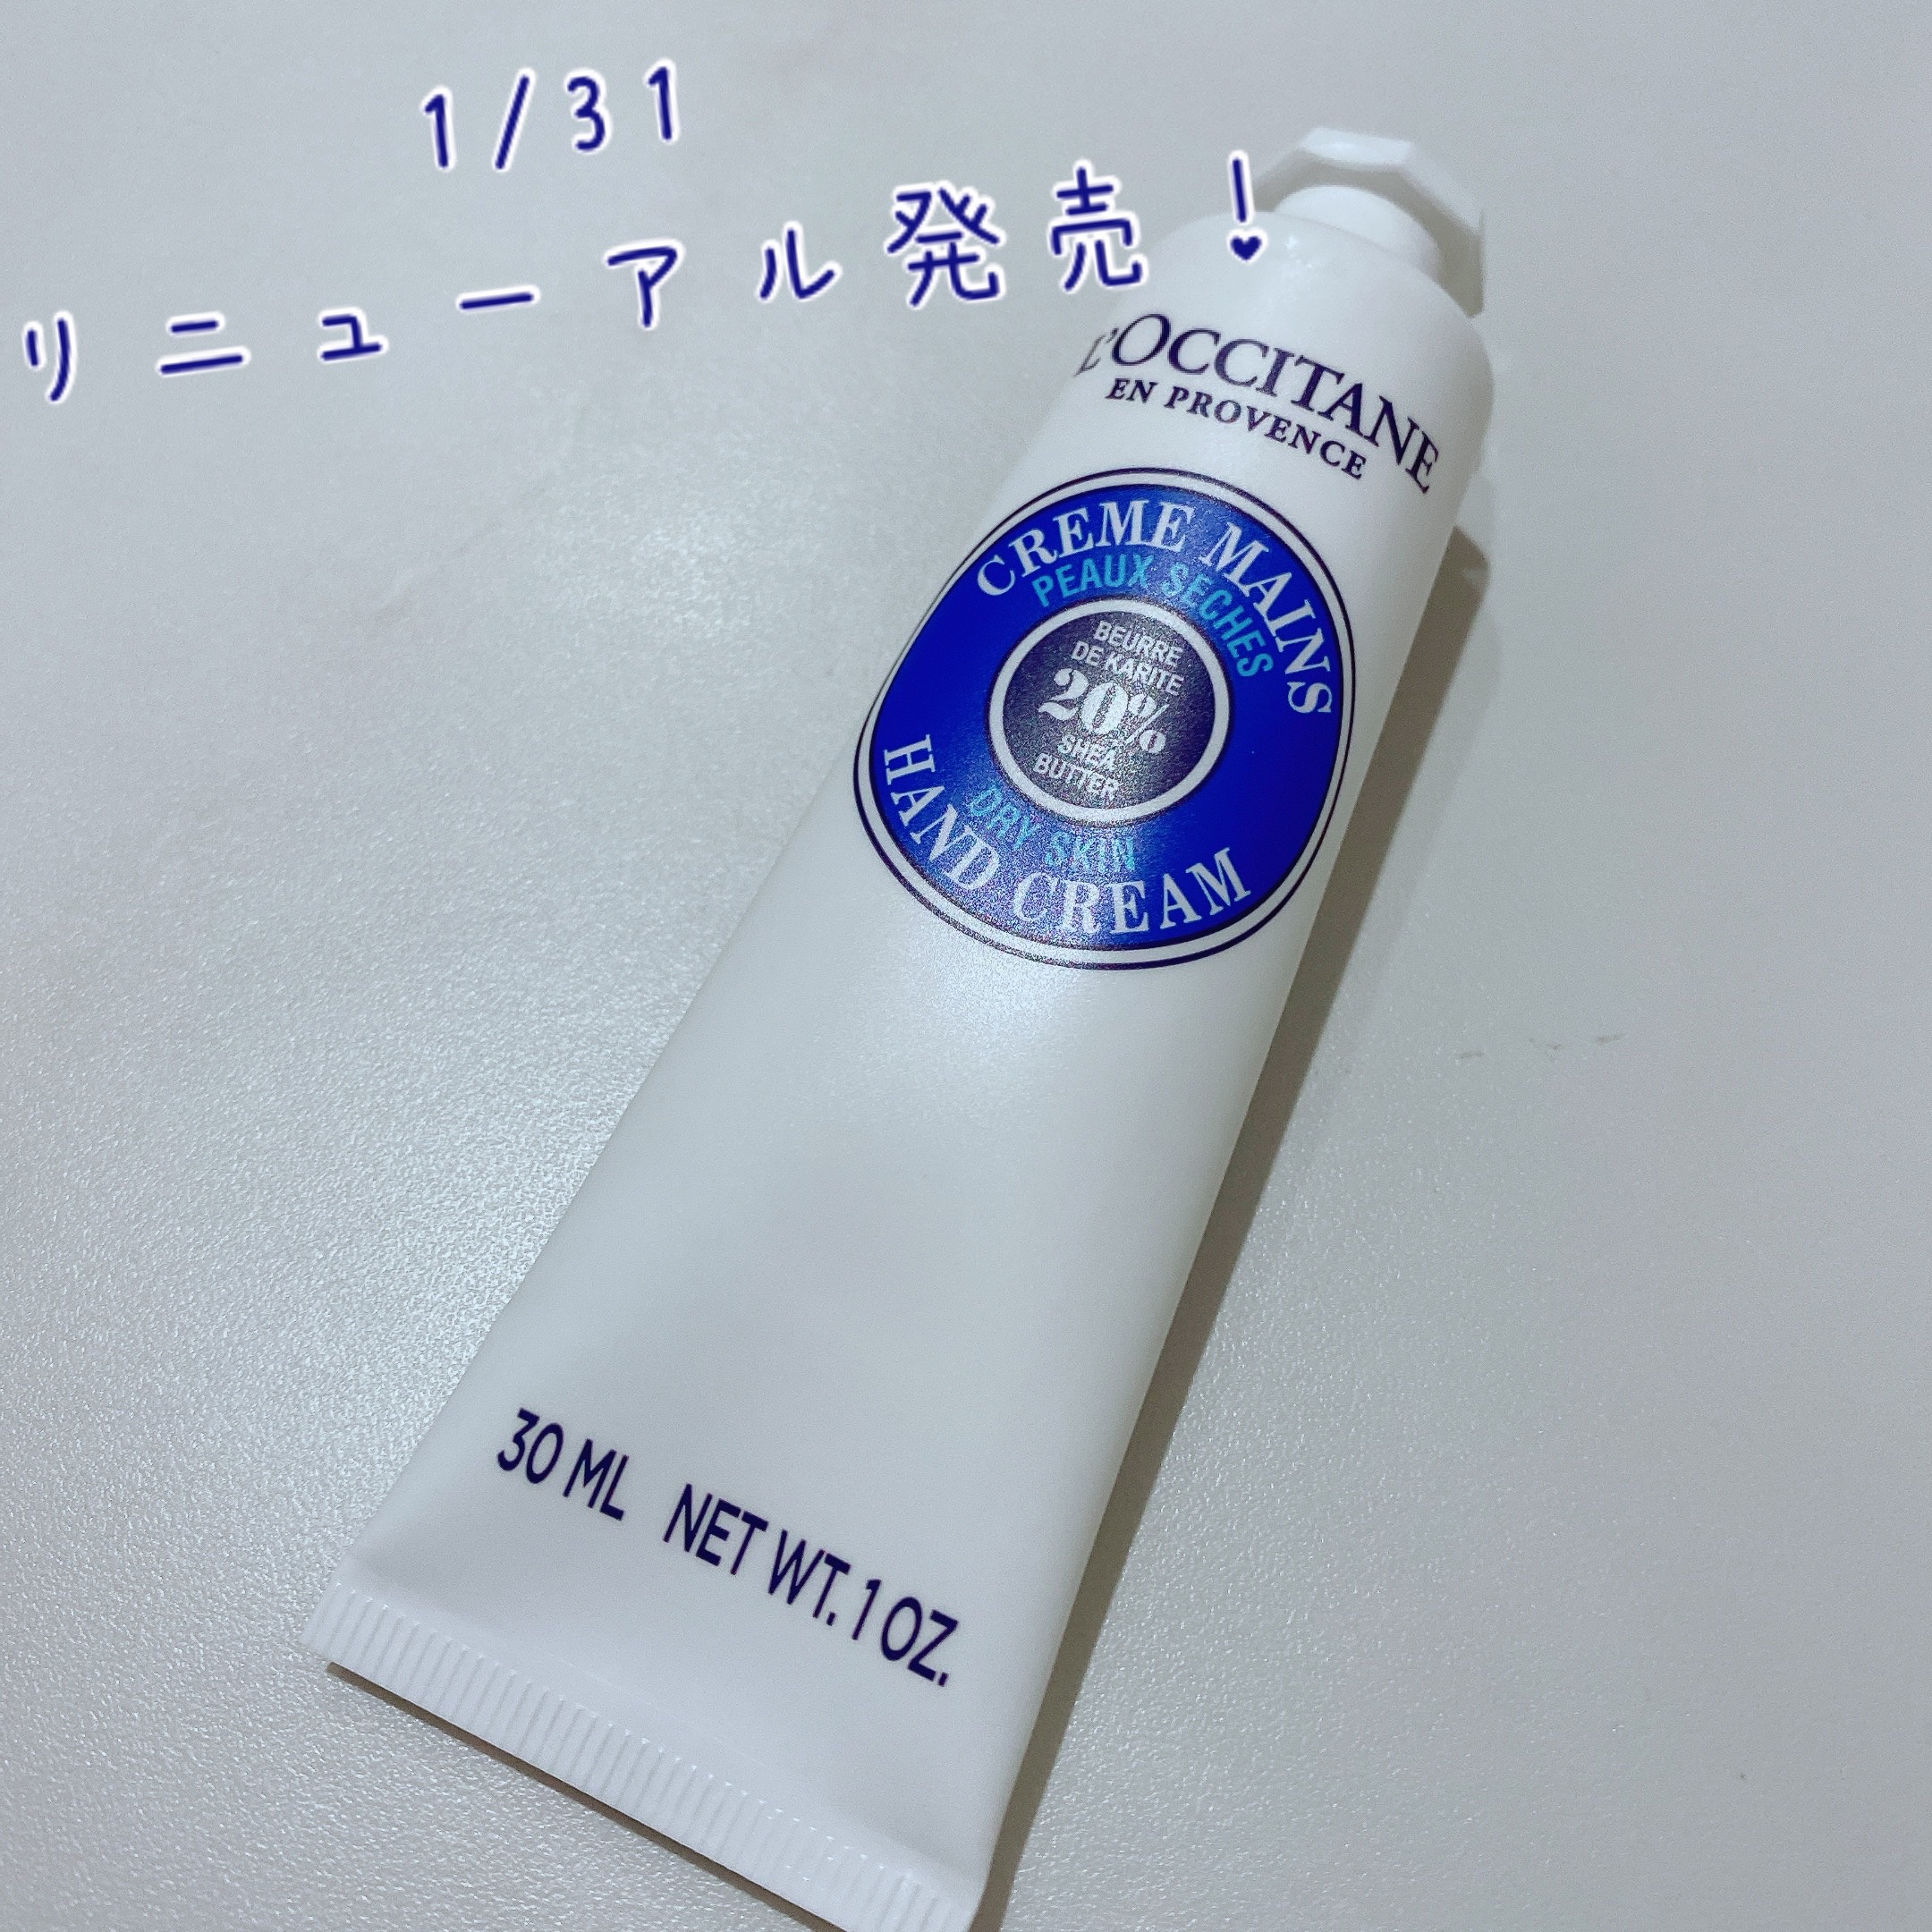 1/31
リニューアル発売!
L'OCCITANE
EN PROVENCE
CREME MAINS
PEAUX SECHES
BEURRE
DE KARITE
20%
SHEA
BUTTER
DRY SKIN
HAND CREAM
30 ML NET WT. 1 OZ.